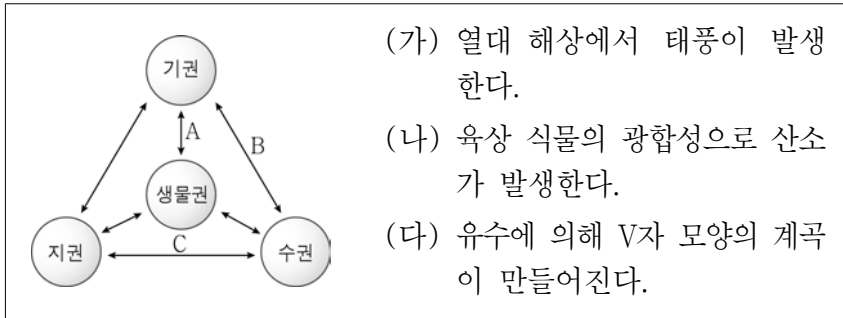 기권
A
B
생물권
지권
C
수권
(가) 열대 해상에서 태풍이 발생
한다.
(나) 육상 식물의 광합성으로 산소
가 발생한다.
(다) 유수에 의해 V자 모양의 계곡
이 만들어진다.